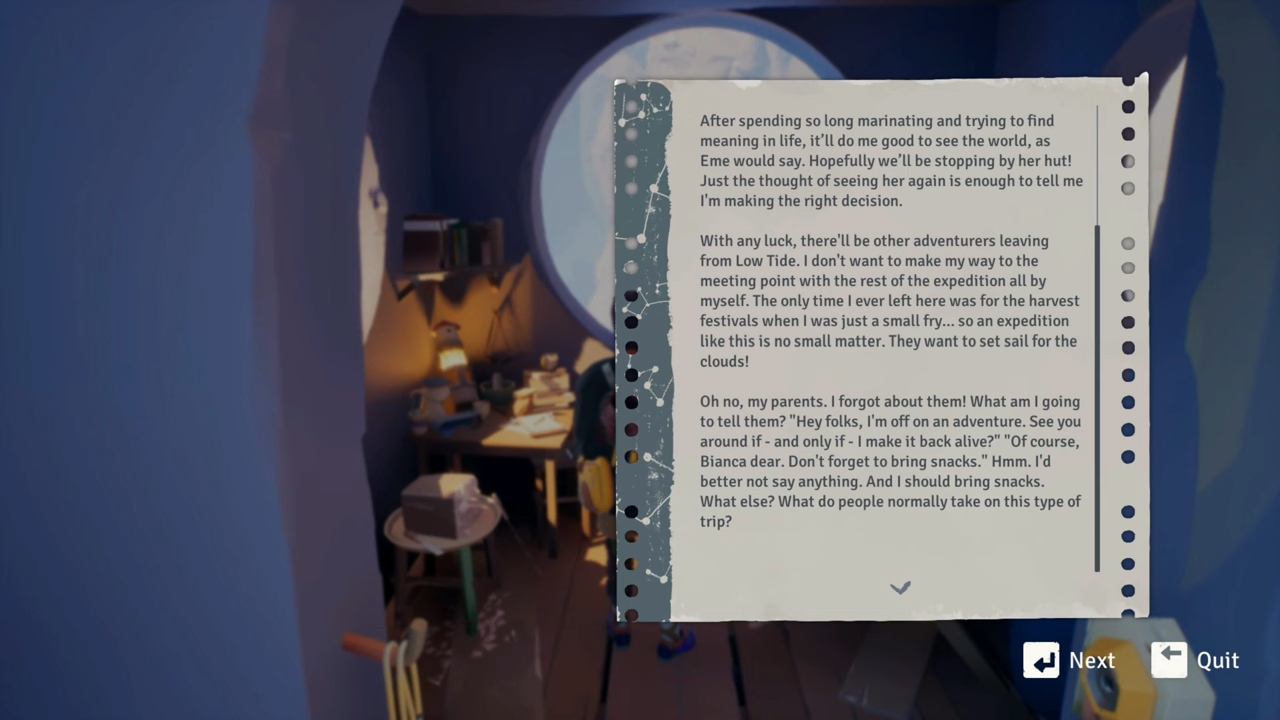 After spending so long marinating and trying to find
meaning in life, it’ll do me good to see the world, as
Eme would say. Hopefully we’ll be stopping by her hut!
Just the thought of seeing her again is enough to tell me
I'm making the right decision.
With any luck, there'll be other adventurers leaving
from Low Tide. I don't want to make my way to the
meeting point with the rest of the expedition all by
myself. The only time I ever left here was for the harvest
festivals when I was just a small fry... so an expedition
like this is no small matter. They want to set sail for the
clouds!
Oh no, my parents. I forgot about them! What am I going
to tell them? "Hey folks, I'm off on an adventure. See you
around if - and only if - I make it back alive?" "Of course,
Bianca dear. Don't forget to bring snacks." Hmm. I'd
better not say anything. And I should bring snacks.
What else? What do people normally take on this type of
trip?
Next
Quit